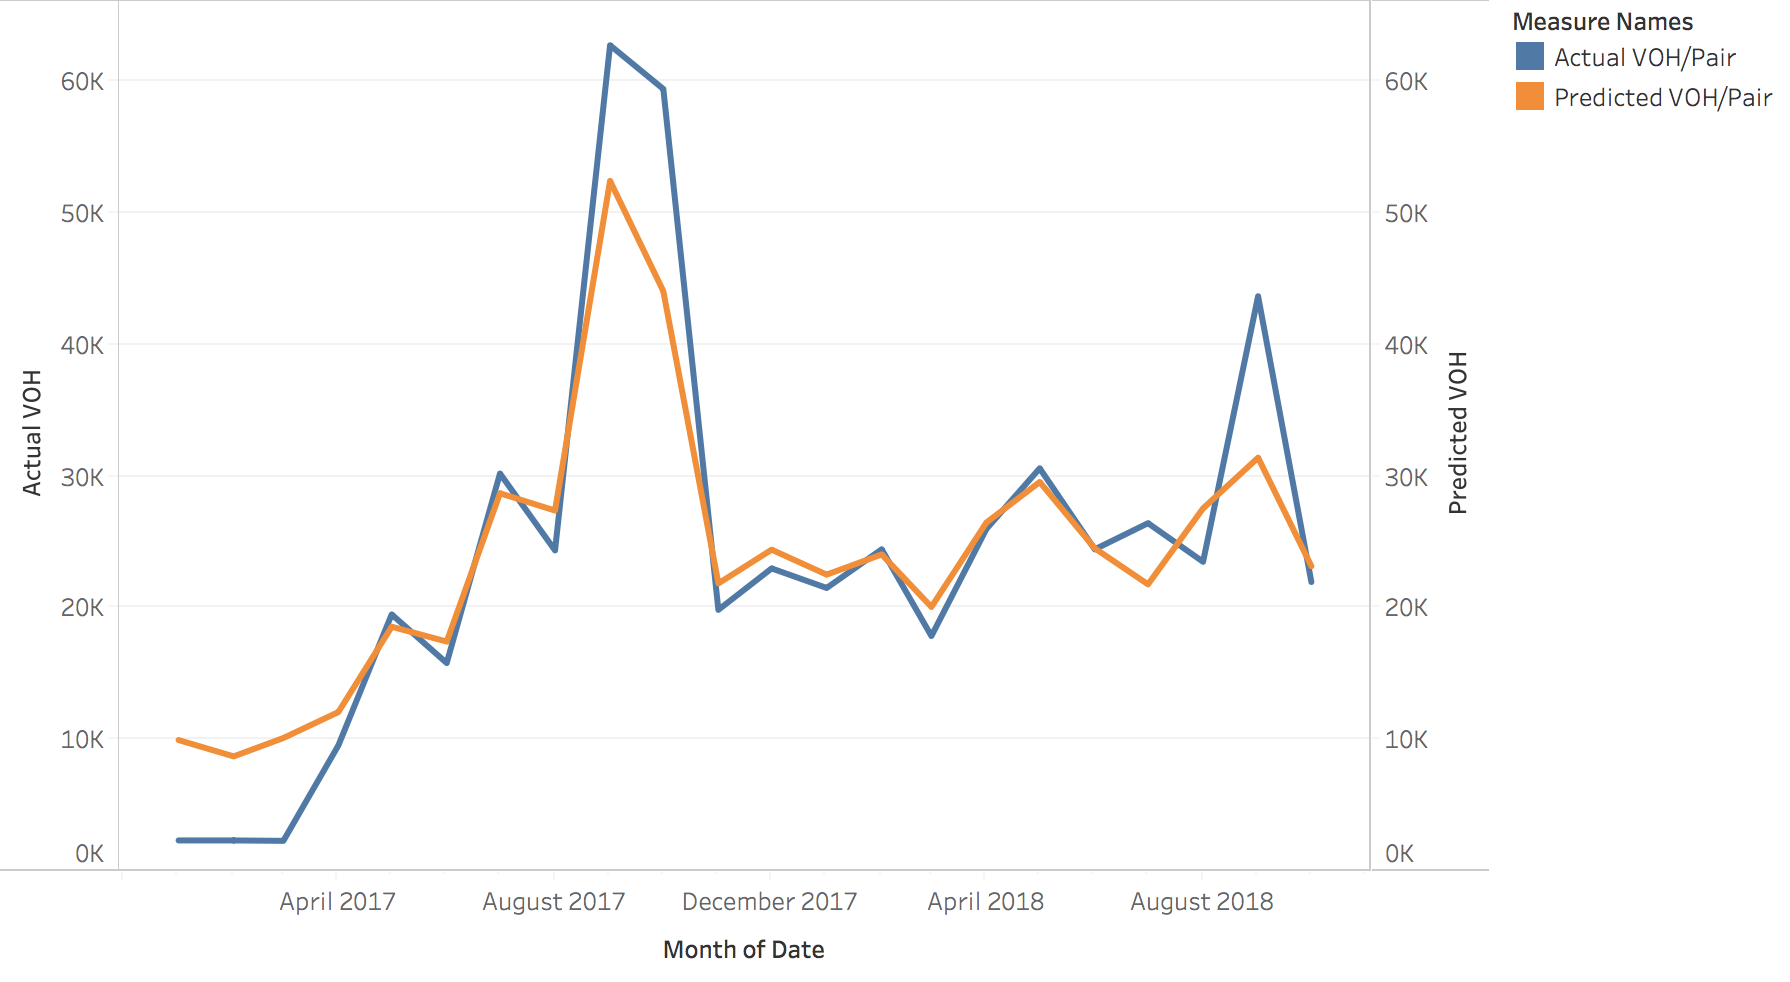 Measure Names
Actual VOH/Pair
Predicted VOH/Pair
60K
50K
40K
30K
20K
10K
0K
Actual VOH
60K
50K
40K
30K
20K
10K
0K
Predicted VOH
April 2017
August 2017
December 2017
April 2018
August 2018
Month of Date